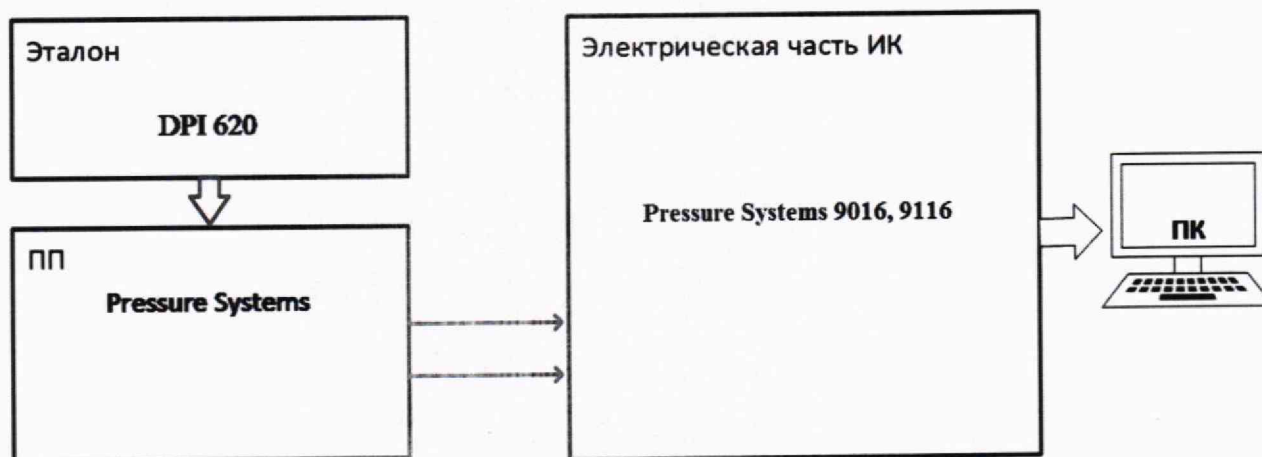 Эталон
DPI 620
ПП
Pressure Systems
Электрическая часть ИК
Pressure Systems 9016, 9116
ПК